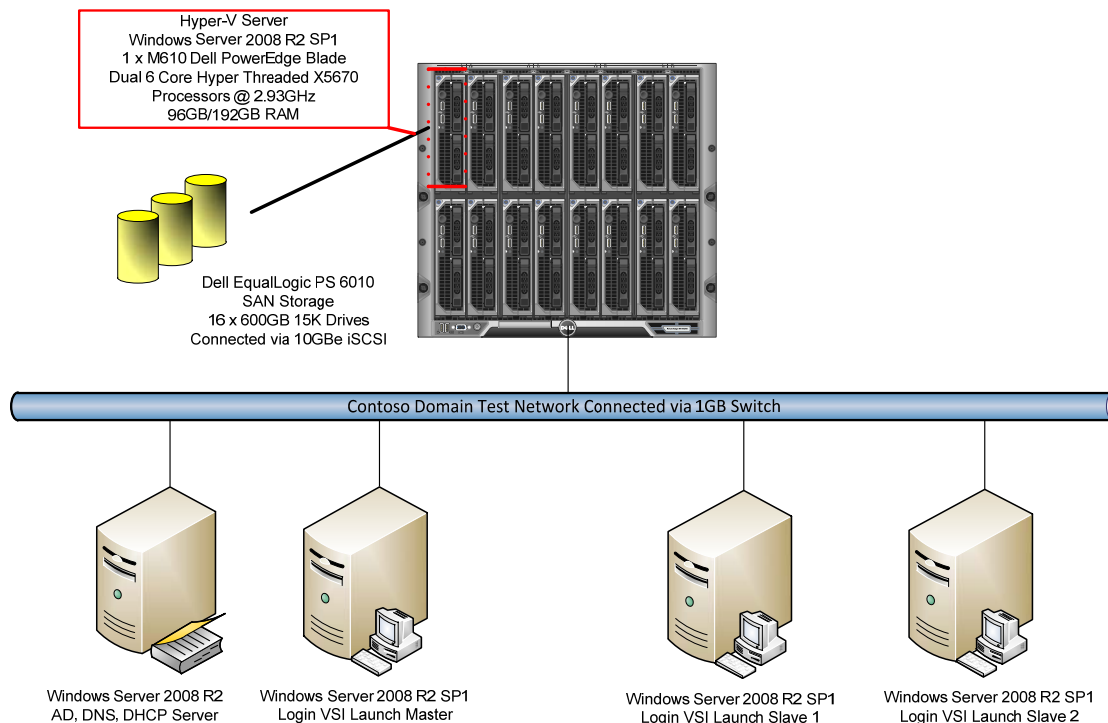 Hyper-V Server
Windows Server 2008 R2 SP1
1 x M610 Dell PowerEdge Blade
Dual 6 Core Hyper Threaded X5670
Processors @ 2.93GHz
96GB/192GB RAM
Dell EqualLogic PS 6010
SAN Storage
16 x 600GB 15K Drives
Connected via 10GBe iSCSI
DELL
Contoso Domain Test Network Connected via 1GB Switch
Windows Server 2008 R2
AD, DNS, DHCP Server
Windows Server 2008 R2 SP1
Login VSI Launch Master
Windows Server 2008 R2 SP1
Login VSI Launch Slave 1
Windows Server 2008 R2 SP1
Login VSI Launch Slave 2